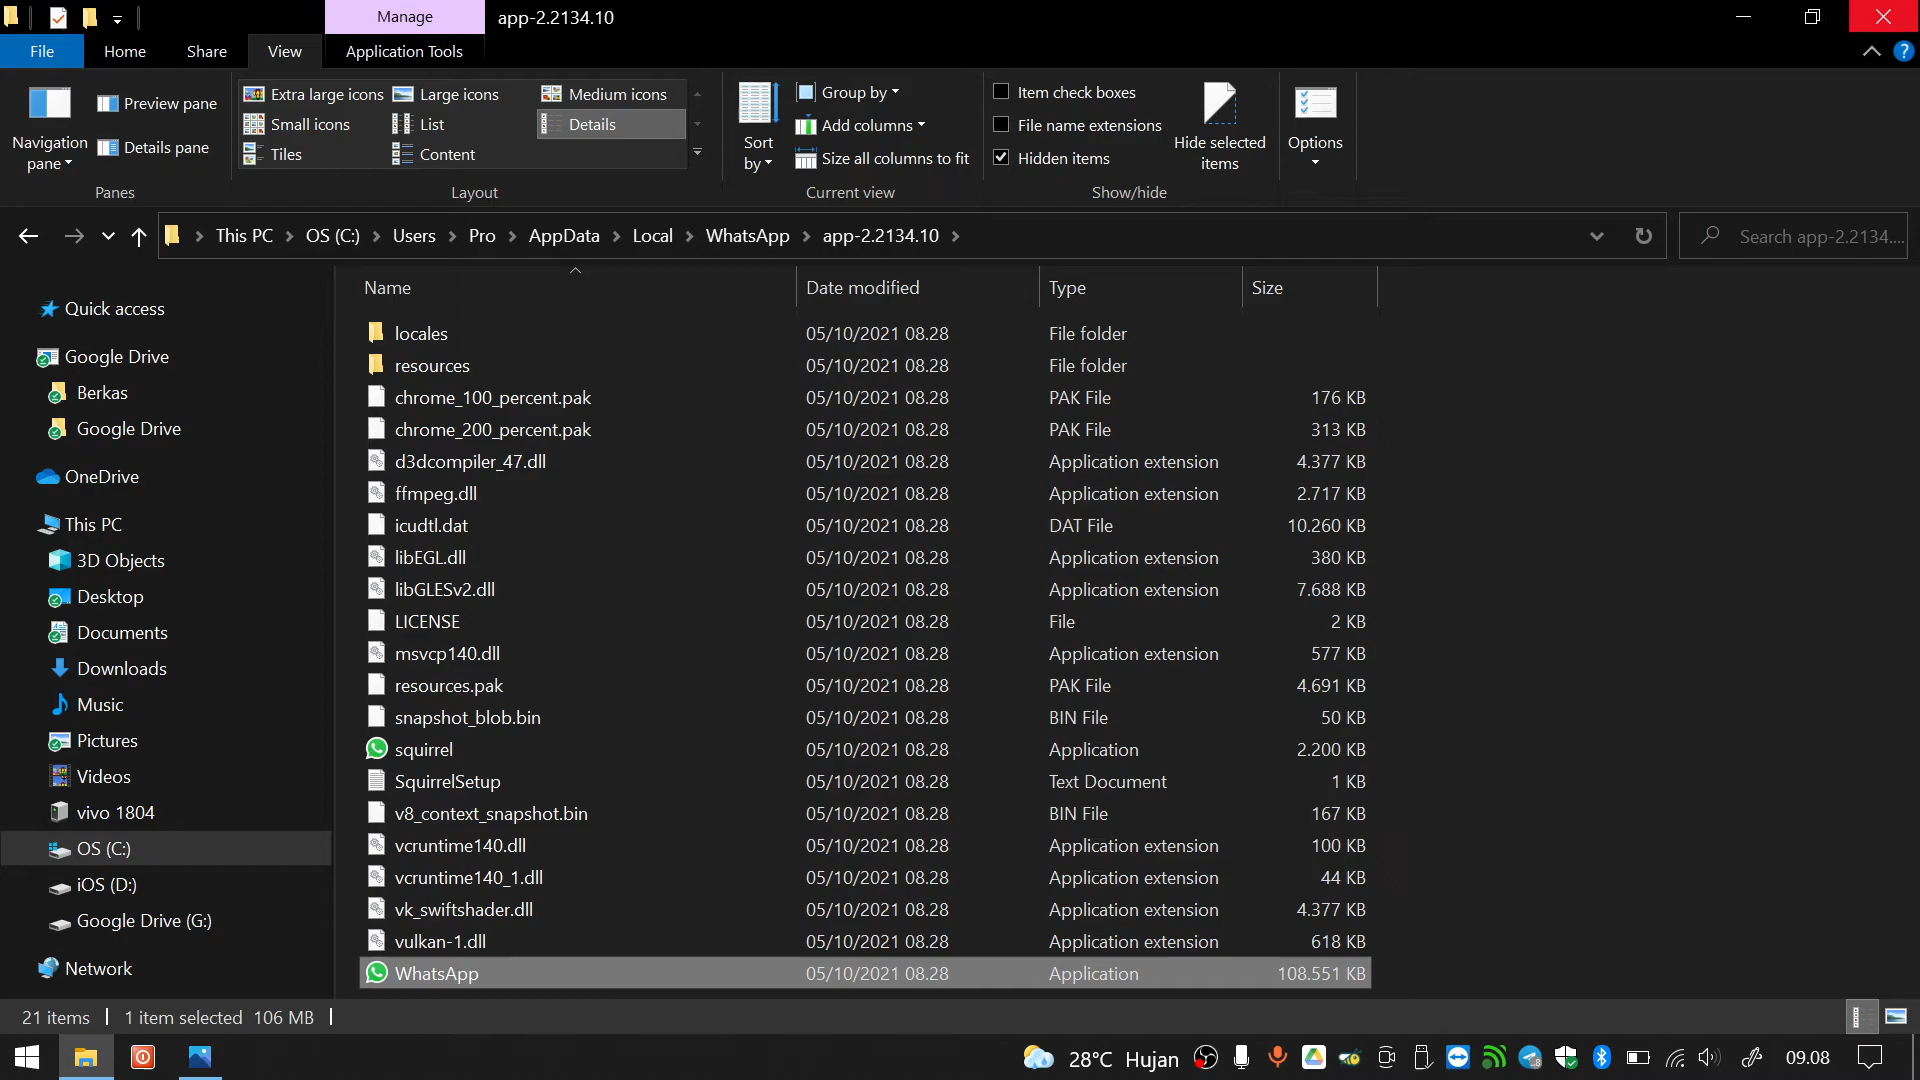 Manage
app-2.2134.10
File
Home
Share
View
Application Tools
Navigation pane
Preview pane
Details pane
Panes
Extra large icons
Large icons
Medium icons
Small icons
List
Details
Tiles
Content
Layout
Sort by
Group by
Add columns
Size all columns to fit
Current view
Item check boxes
File name extensions
Hidden items
Hide selected items
Show/hide
Options
This PC OS (C:) Users Pro AppData Local WhatsApp app-2.2134.10
Search app-2.2134....
Quick access
Google Drive
Berkas
Google Drive
OneDrive
This PC
3D Objects
Desktop
Documents
Downloads
Music
Pictures
Videos
vivo 1804
OS (C:)
iOS (D:)
Google Drive (G:)
Network
Name Date modified Type Size
locales 05/10/2021 08.28 File folder
resources 05/10/2021 08.28 File folder
chrome_100_percent.pak 05/10/2021 08.28 PAK File 176 KB
chrome_200_percent.pak 05/10/2021 08.28 PAK File 313 KB
d3dcompiler_47.dll 05/10/2021 08.28 Application extension 4.377 KB
ffmpeg.dll 05/10/2021 08.28 Application extension 2.717 KB
icudtl.dat 05/10/2021 08.28 DAT File 10.260 KB
libEGL.dll 05/10/2021 08.28 Application extension 380 KB
libGLESv2.dll 05/10/2021 08.28 Application extension 7.688 KB
LICENSE 05/10/2021 08.28 File 2 KB
msvcp140.dll 05/10/2021 08.28 Application extension 577 KB
resources.pak 05/10/2021 08.28 PAK File 4.691 KB
snapshot_blob.bin 05/10/2021 08.28 BIN File 50 KB
squirrel 05/10/2021 08.28 Application 2.200 KB
SquirrelSetup 05/10/2021 08.28 Text Document 1 KB
v8_context_snapshot.bin 05/10/2021 08.28 BIN File 167 KB
vcruntime140.dll 05/10/2021 08.28 Application extension 100 KB
vcruntime140_1.dll 05/10/2021 08.28 Application extension 44 KB
vk_swiftshader.dll 05/10/2021 08.28 Application extension 4.377 KB
vulkan-1.dll 05/10/2021 08.28 Application extension 618 KB
WhatsApp 05/10/2021 08.28 Application 108.551 KB
21 items 1 item selected 106 MB
28°C Hujan 09.08